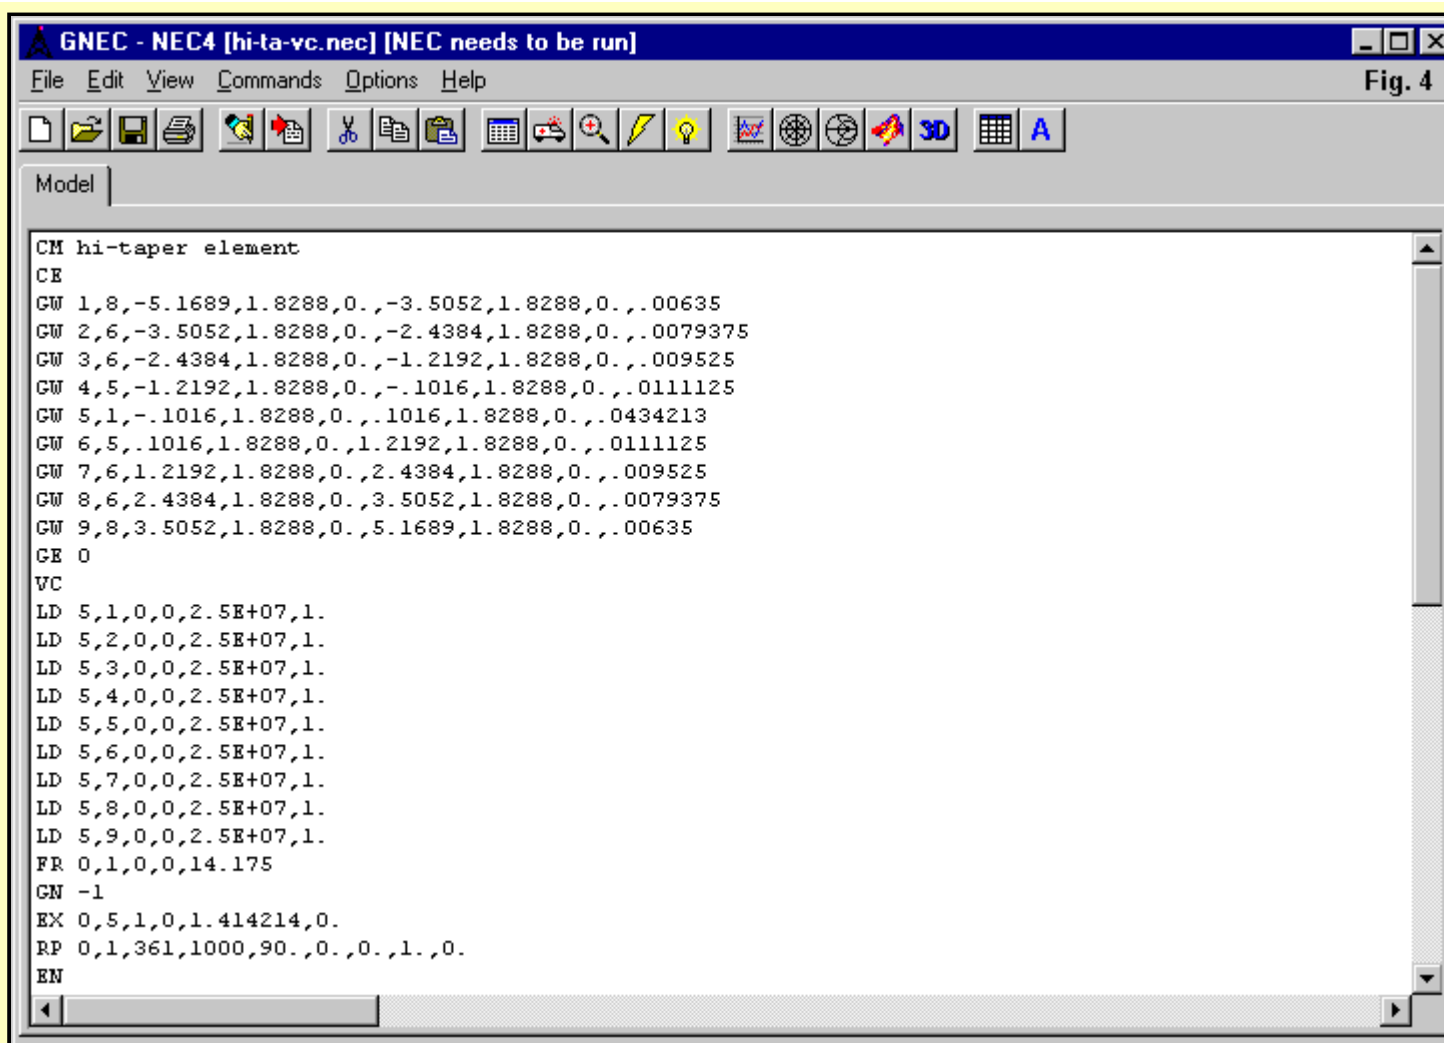 GNEC - NEC4 [hi-ta-vc.nec] [NEC needs to be run]
File Edit View Commands Options Help Fig. 4
3D A
Model
CM hi-taper element
CE
GW 1,8,-5.1689,1.8288,0.,-3.5052,1.8288,0.,.00635
GW 2,6,-3.5052,1.8288,0.,-2.4384,1.8288,0.,.0079375
GW 3,6,-2.4384,1.8288,0.,-1.2192,1.8288,0.,.009525
GW 4,5,-1.2192,1.8288,0.,-.1016,1.8288,0.,.0111125
GW 5,1,-.1016,1.8288,0.,.1016,1.8288,0.,.0434213
GW 6,5,.1016,1.8288,0.,1.2192,1.8288,0.,.0111125
GW 7,6,1.2192,1.8288,0.,2.4384,1.8288,0.,.009525
GW 8,6,2.4384,1.8288,0.,3.5052,1.8288,0.,.0079375
GW 9,8,3.5052,1.8288,0.,5.1689,1.8288,0.,.00635
GE 0
VC
LD 5,1,0,0,2.5E+07,1.
LD 5,2,0,0,2.5E+07,1.
LD 5,3,0,0,2.5E+07,1.
LD 5,4,0,0,2.5E+07,1.
LD 5,5,0,0,2.5E+07,1.
LD 5,6,0,0,2.5E+07,1.
LD 5,7,0,0,2.5E+07,1.
LD 5,8,0,0,2.5E+07,1.
LD 5,9,0,0,2.5E+07,1.
FR 0,1,0,0,14.175
GN -1
EX 0,5,1,0,1.414214,0.
RP 0,1,361,1000,90.,0.,0.,1.,0.
EN